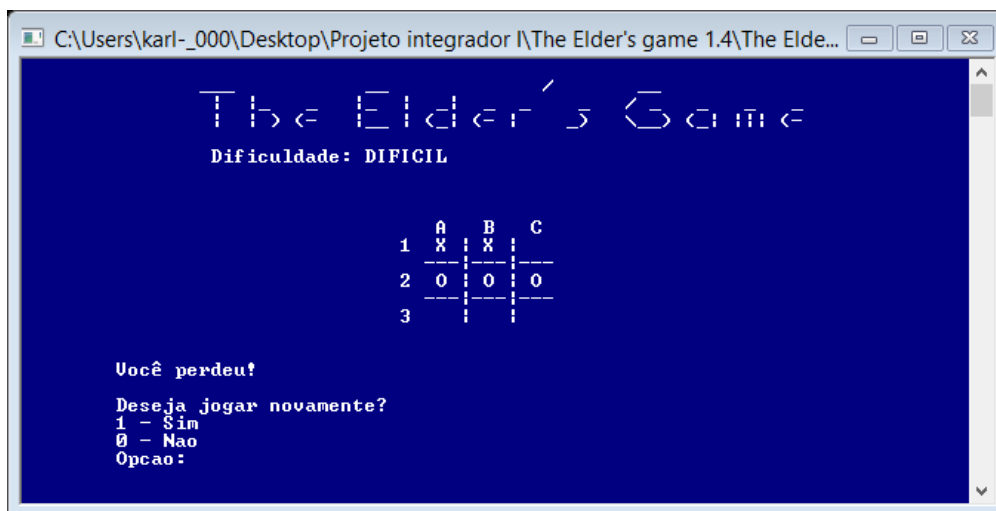 C:\Users\karl-_000\Desktop\Projeto integrador I\The Elder's game 1.4\The Elde...
The Elder's Game
Dificuldade: DIFICIL
A B C
1 X | X |
2 O | O | O
3 | |
Você perdeu!
Deseja jogar novamente?
1 - Sim
0 - Nao
Opcao: